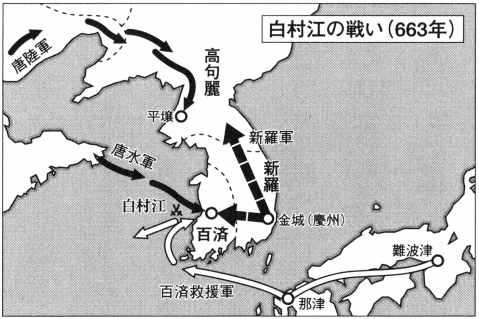 白村江の戦い(663年)
唐陸軍
高句麗
平壌
新羅軍
唐水軍
新羅
白村江
百済
金城(慶州)
難波津
百済救援軍
那津